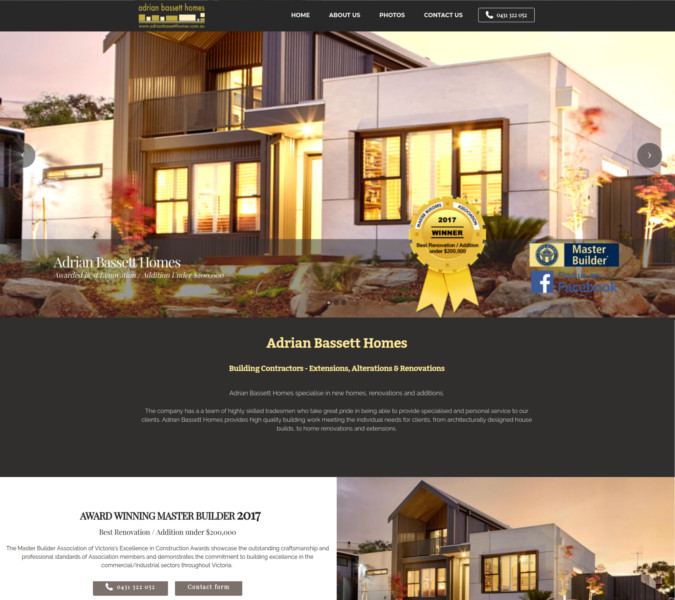 adrian bassett homes
www.adrianbassetthomes.com.au
HOME ABOUT US PHOTOS CONTACT US 0431 322 052
MASTER BUILDERS ASSOCIATION
2017
WINNER
Best Renovation / Addition
under $200,000
Master
Builder
Adrian Bassett Homes
Awarded Best Renovation / Addition Under $200,000
Find us on
Facebook
Adrian Bassett Homes
Building Contractors - Extensions, Alterations & Renovations
Adrian Bassett Homes specialise in new homes, renovations and additions.
The company has a a team of highly skilled tradesmen who take great pride in being able to provide specialised and personal service to our
clients. Adrian Bassett Homes provides high quality building work meeting the individual needs for clients, from architecturally designed house
builds, to home renovations and extensions.
AWARD WINNING MASTER BUILDER 2017
Best Renovation / Addition under $200,000
The Master Builder Association of Victoria's Excellence in Construction Awards showcase the outstanding craftsmanship and
professional standards of Association members and demonstrates the commitment to building excellence in the
commercial/industrial sectors throughout Victoria.
0431 322 052 Contact form